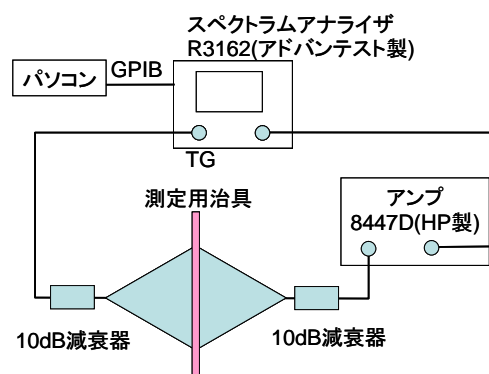 スペクトラムアナライザ
R3162(アドバンテスト製)
パソコン
GPIB
TG
測定用治具
アンプ
8447D(HP製)
10dB減衰器
10dB減衰器